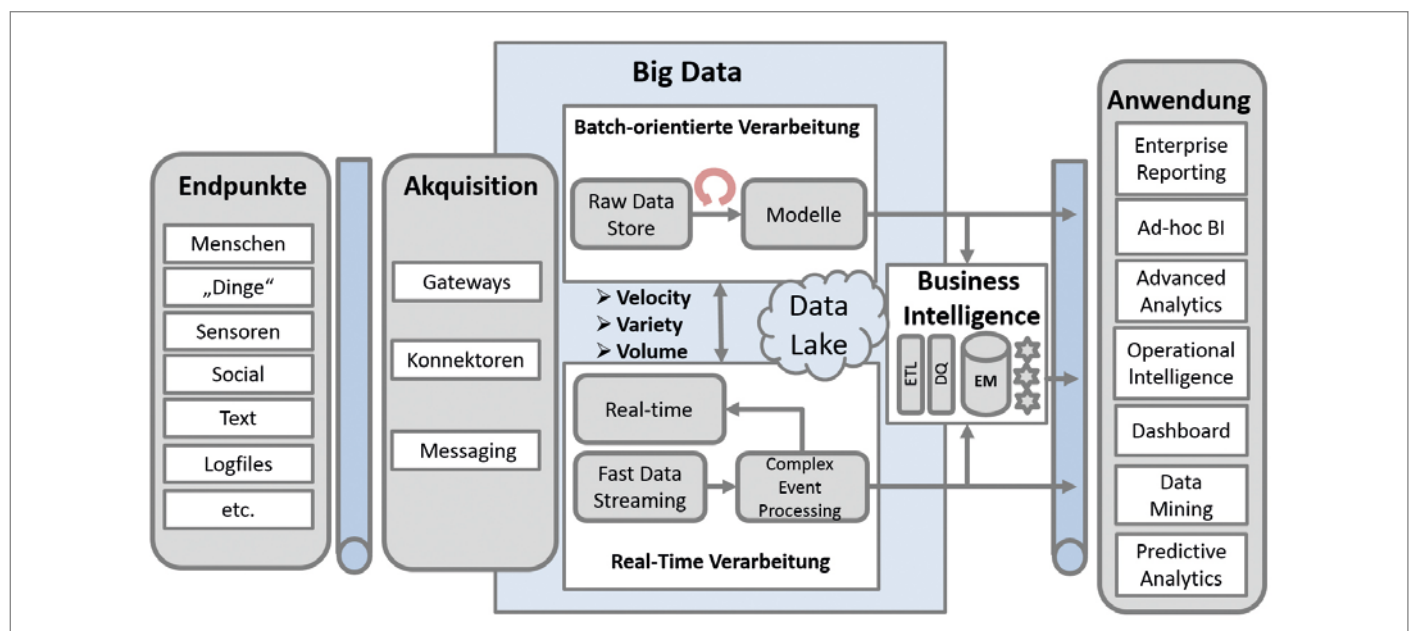 Big Data
Endpunkte
Menschen
„Dinge“
Sensoren
Social
Text
Logfiles
etc.
Akquisition
Gateways
Konnektoren
Messaging
Batch-orientierte Verarbeitung
Raw Data
Store
Modelle
➢ Velocity
➢ Variety
➢ Volume
Data
Lake
Real-time
Fast Data
Streaming
Complex
Event
Processing
Real-Time Verarbeitung
Business
Intelligence
ETL
DQ
EM
Anwendung
Enterprise
Reporting
Ad-hoc BI
Advanced
Analytics
Operational
Intelligence
Dashboard
Data
Mining
Predictive
Analytics